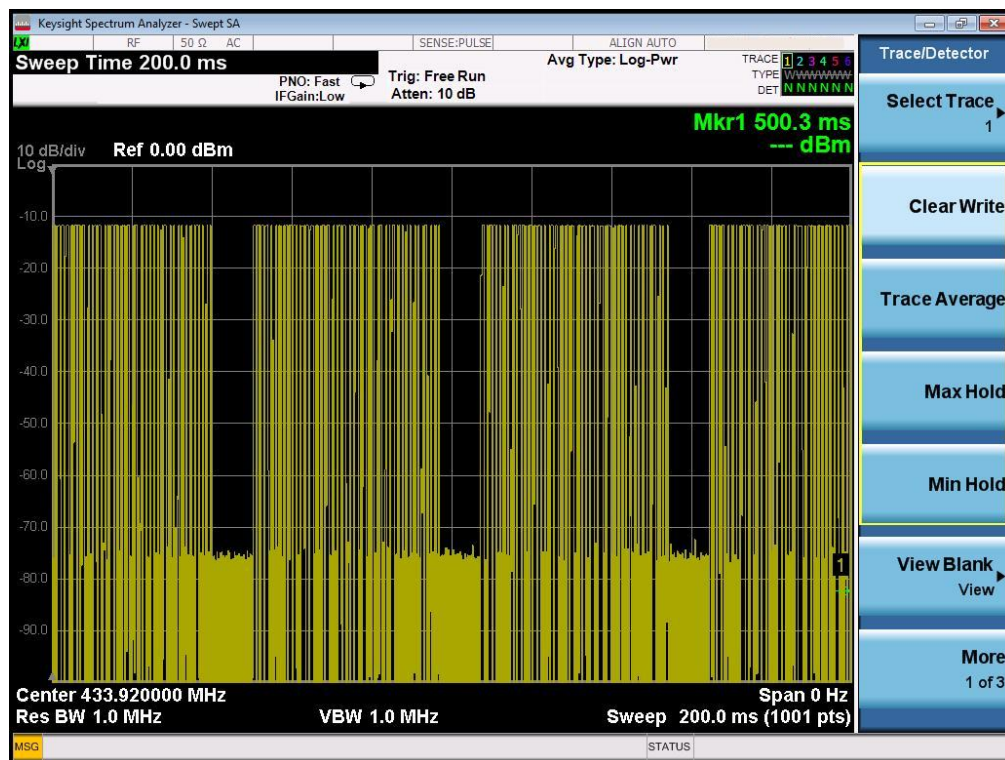 Keysight Spectrum Analyzer - Swept SA
LXI RF 50 Ω AC SENSE:PULSE ALIGN AUTO
Sweep Time 200.0 ms
PNO: Fast
IFGain:Low
Trig: Free Run
Atten: 10 dB
Avg Type: Log-Pwr
TRACE 1 2 3 4 5 6
TYPE WWWWWW
DET N N N N N N
Mkr1 500.3 ms
--- dBm
10 dB/div Ref 0.00 dBm
Log
-10.0
-20.0
-30.0
-40.0
-50.0
-60.0
-70.0
-80.0
-90.0
1
Center 433.920000 MHz Span 0 Hz
Res BW 1.0 MHz VBW 1.0 MHz Sweep 200.0 ms (1001 pts)
MSG STATUS
Trace/Detector
Select Trace
1
Clear Write
Trace Average
Max Hold
Min Hold
View Blank
View
More
1 of 3